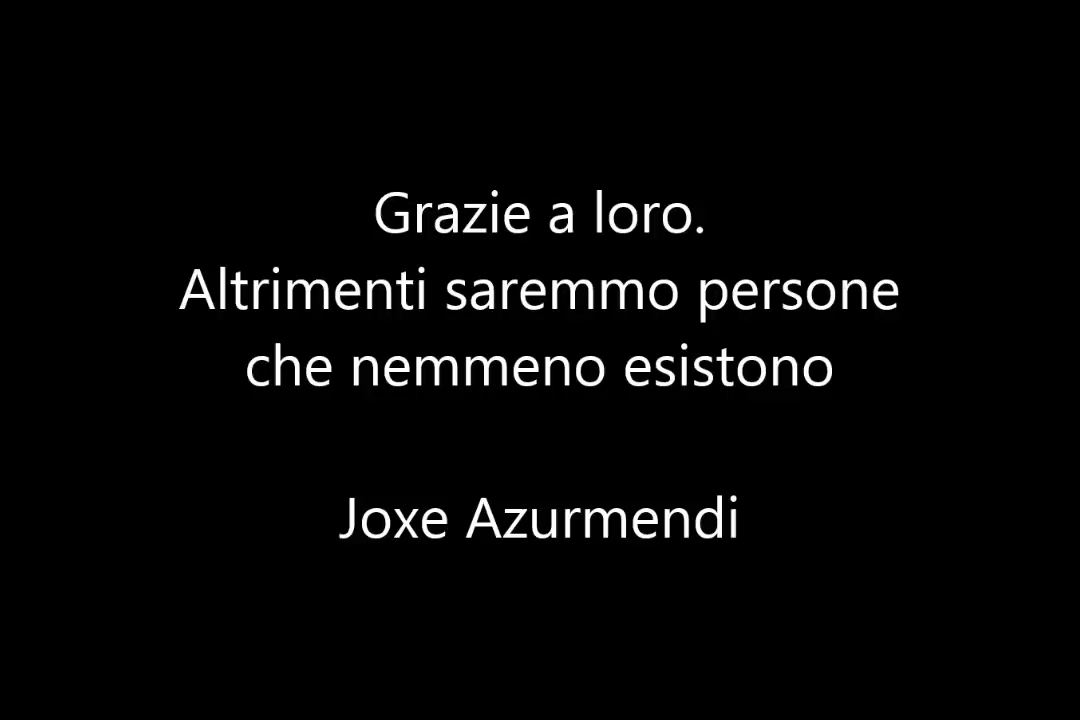 Grazie a loro.
Altrimenti saremmo persone
che nemmeno esistono
Joxe Azurmendi